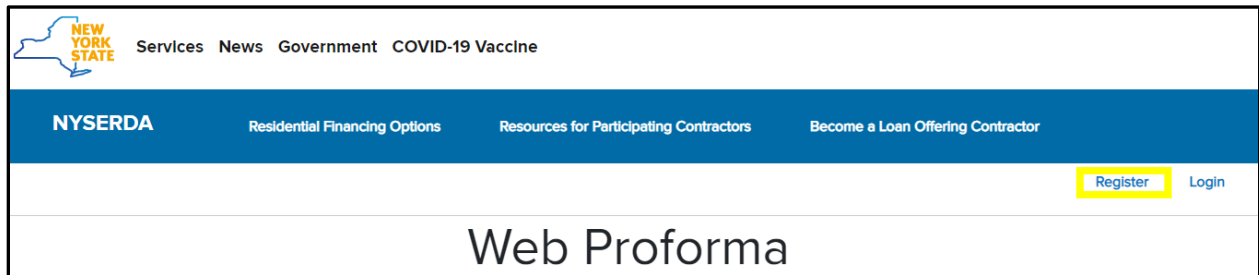 NEW
YORK
STATE
Services News Government COVID-19 Vaccine
NYSERDA Residential Financing Options Resources for Participating Contractors Become a Loan Offering Contractor
Register Login
Web Proforma